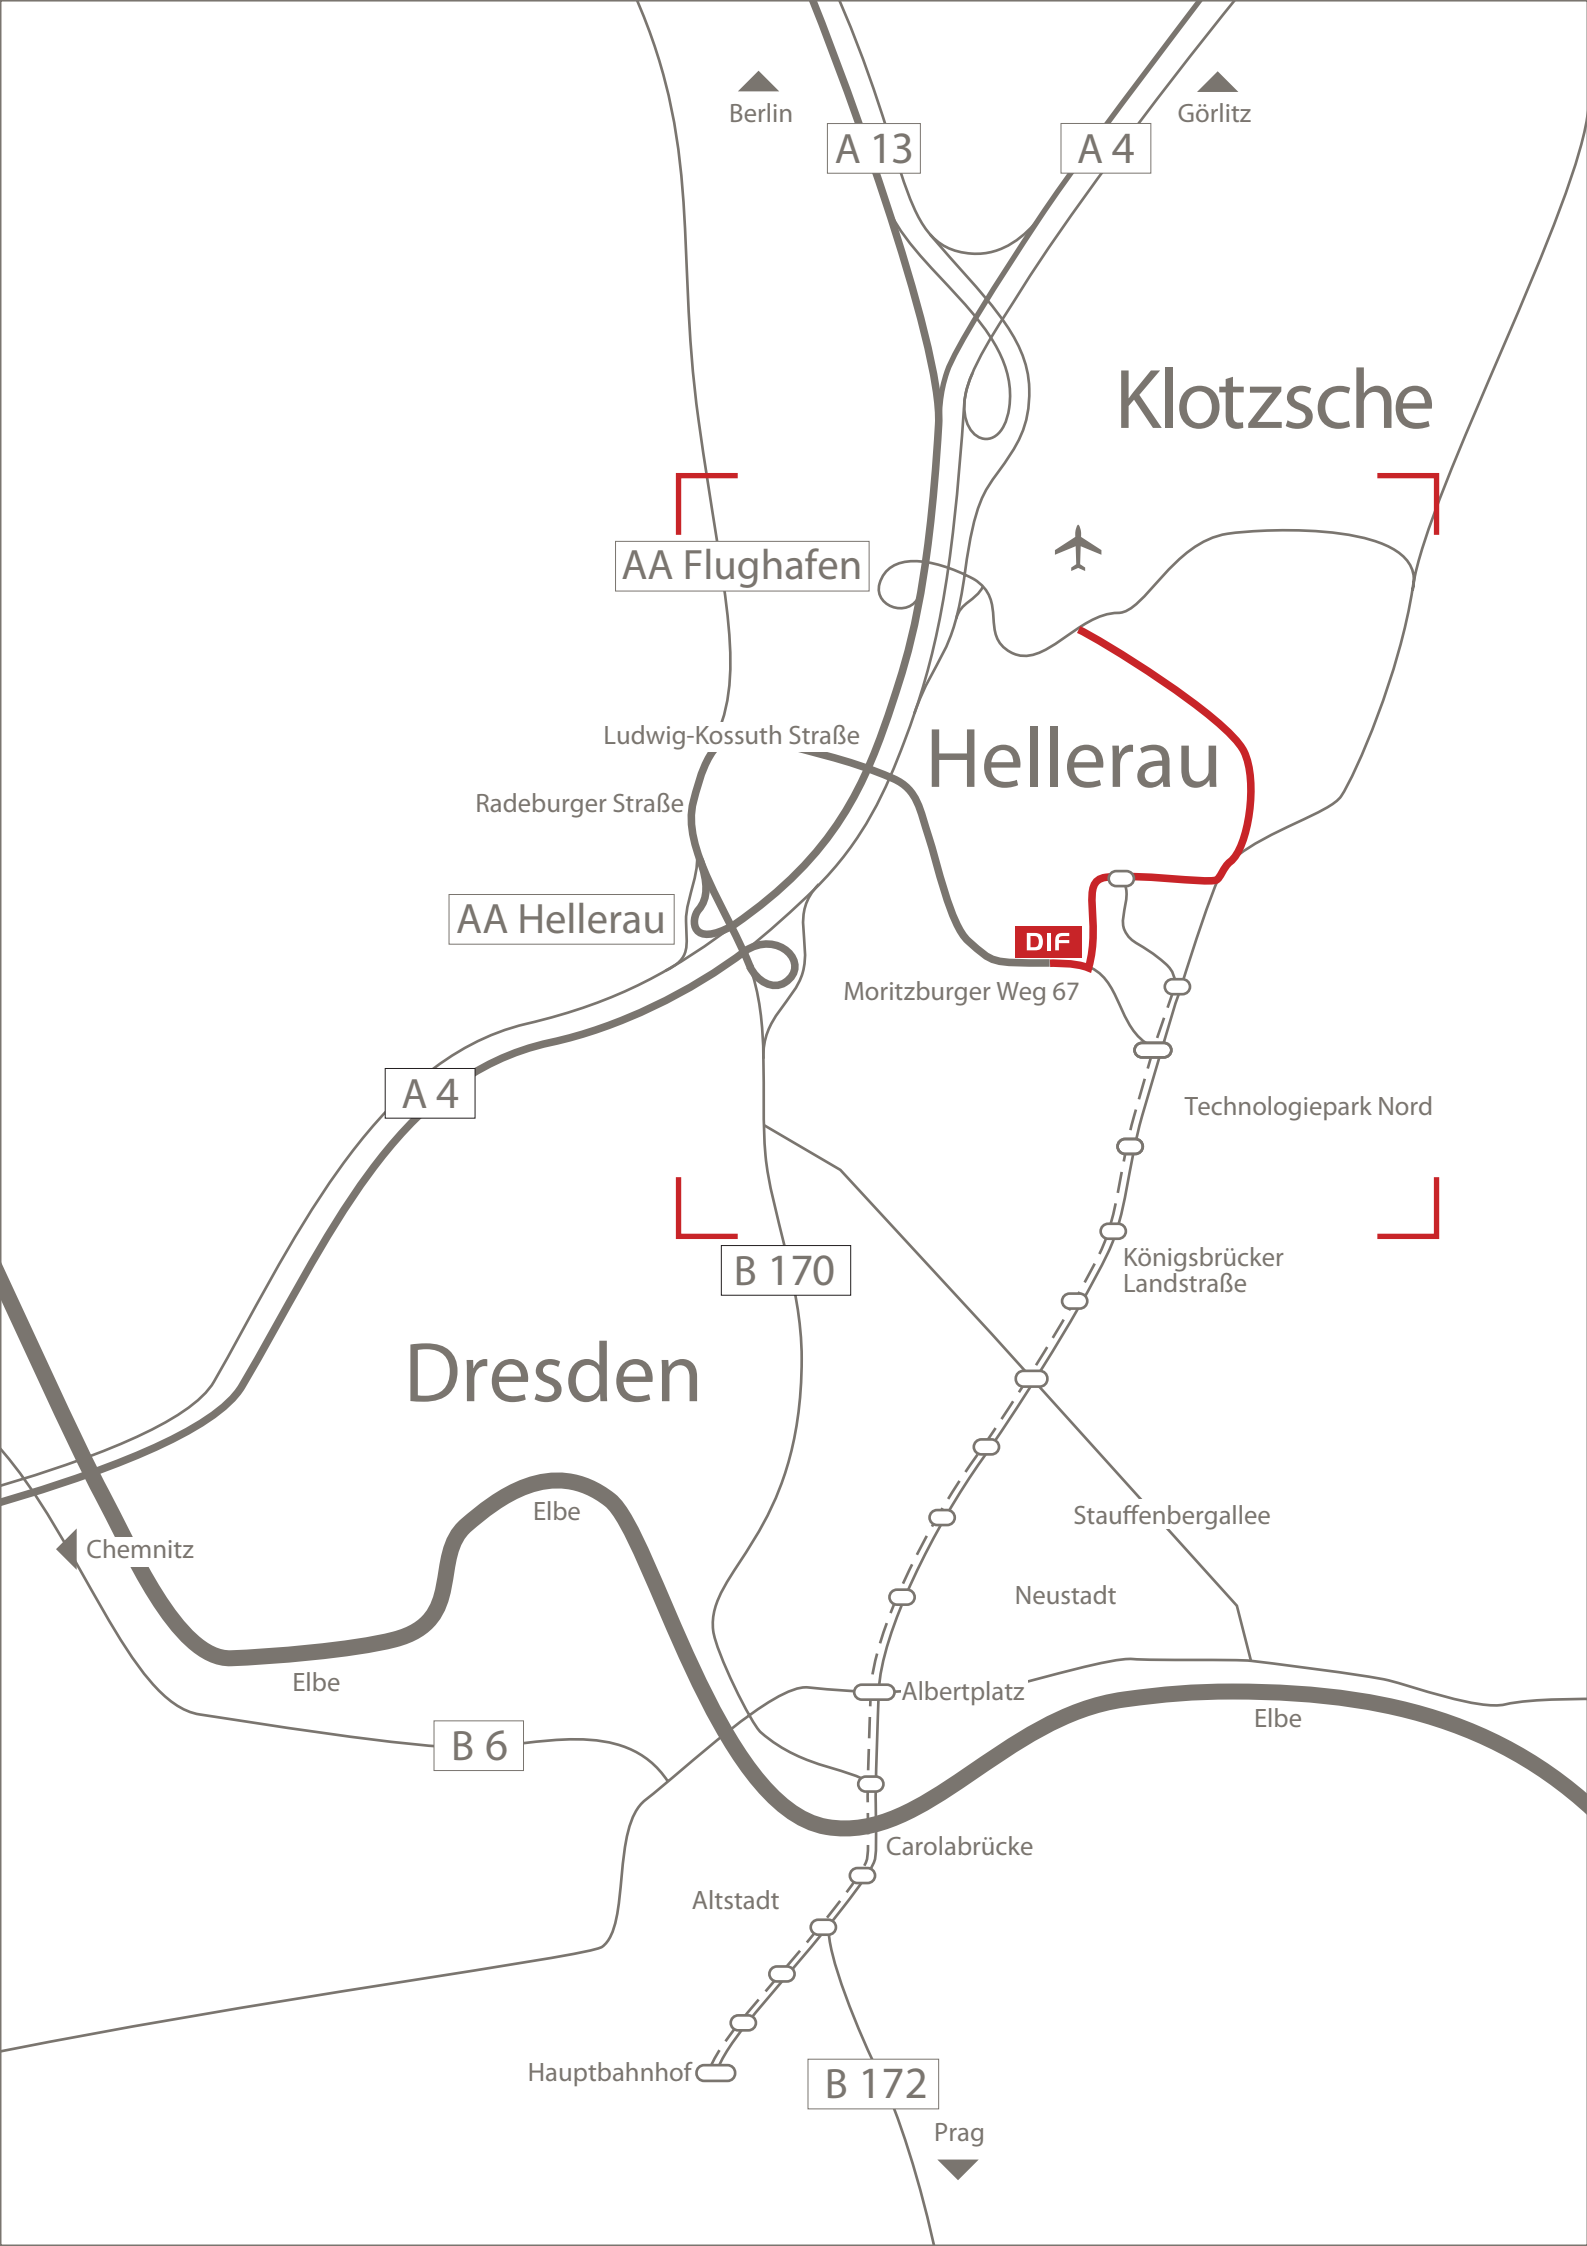 Berlin
Görlitz
A 13
A 4
Klotzsche
AA Flughafen
Ludwig-Kossuth Straße
Hellerau
Radeburger Straße
AA Hellerau
DIF
Moritzburger Weg 67
A 4
Technologiepark Nord
B 170
Königsbrücker
Landstraße
Dresden
Elbe
Stauffenbergallee
Chemnitz
Neustadt
Elbe
Albertplatz
Elbe
B 6
Carolabrücke
Altstadt
Hauptbahnhof
B 172
Prag